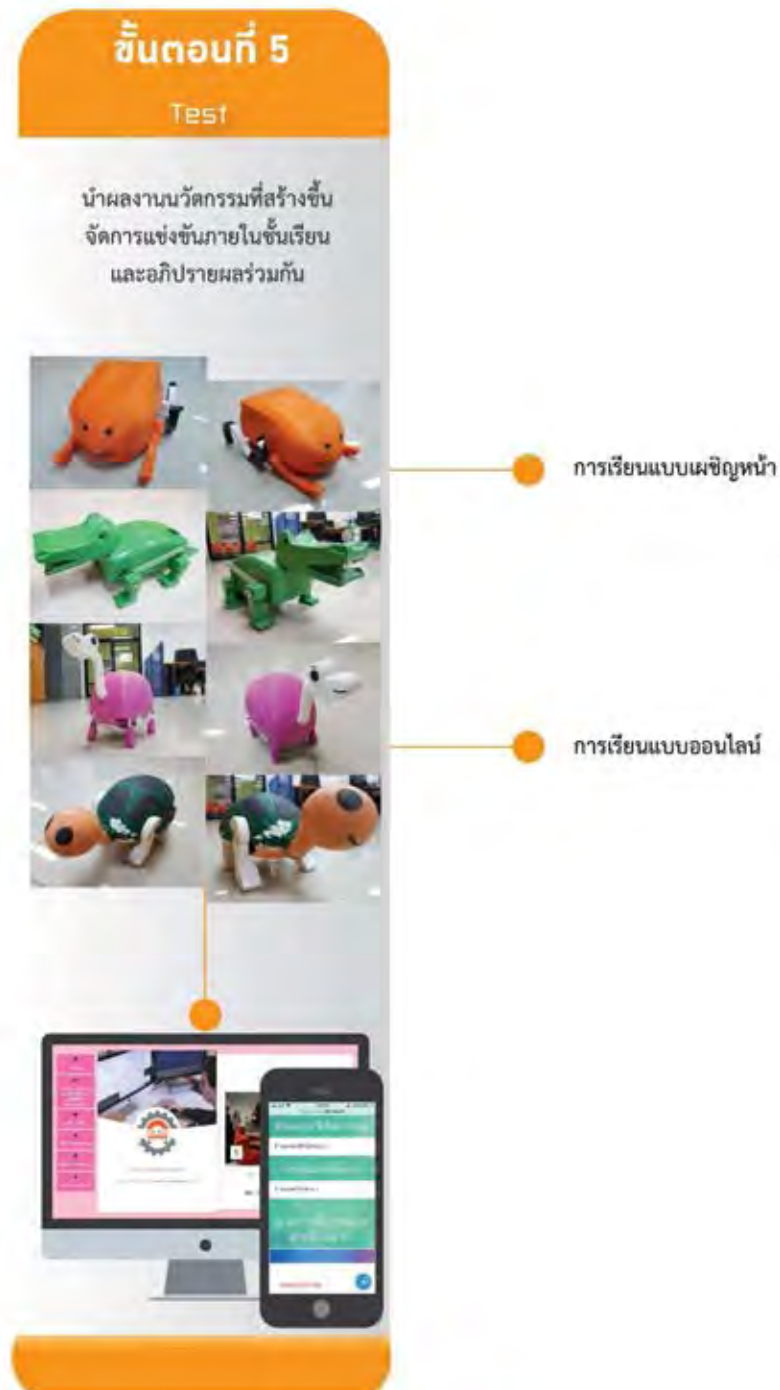 ขั้นตอนที่ 5
Test
นำผลงานนวัตกรรมที่สร้างขึ้น
จัดการแข่งขันภายในชั้นเรียน
และอภิปรายผลร่วมกัน
การเรียนแบบเผชิญหน้า
การเรียนแบบออนไลน์